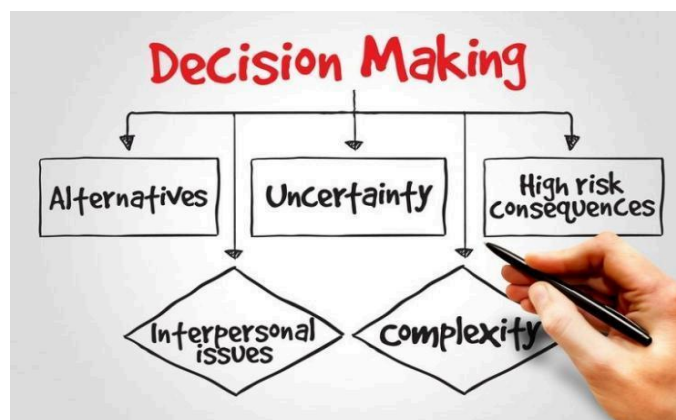 Decision Making
Alternatives
Uncertainty
High risk
consequences
Interpersonal
issues
complexity